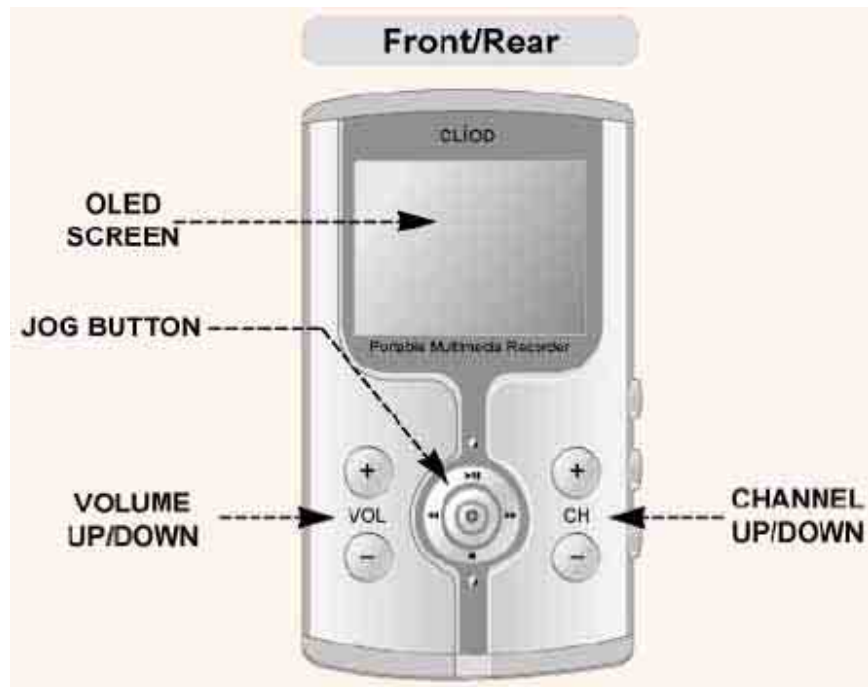 Front/Rear
CLIOD
OLED
SCREEN
JOG BUTTON
Portable Multimedia Recorder
+
+
VOLUME
UP/DOWN
VOL
CH
CHANNEL
UP/DOWN
−
−